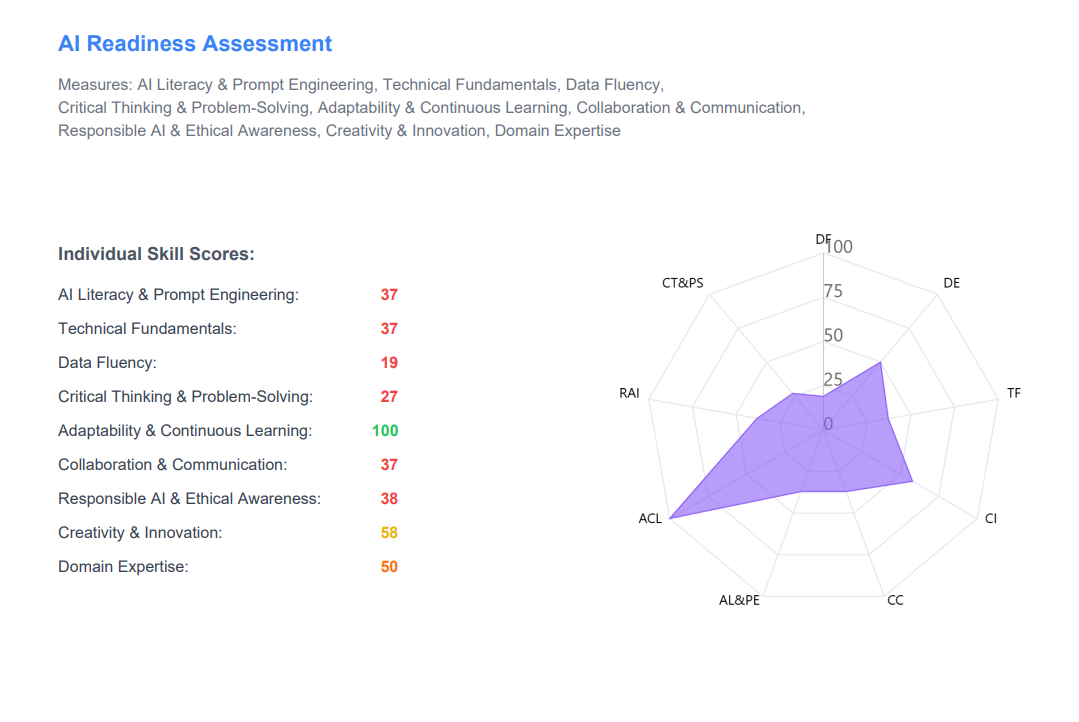 AI Readiness Assessment
Measures: AI Literacy & Prompt Engineering, Technical Fundamentals, Data Fluency,
Critical Thinking & Problem-Solving, Adaptability & Continuous Learning, Collaboration & Communication,
Responsible AI & Ethical Awareness, Creativity & Innovation, Domain Expertise
Individual Skill Scores:
AI Literacy & Prompt Engineering: 37
Technical Fundamentals: 37
Data Fluency: 19
Critical Thinking & Problem-Solving: 27
Adaptability & Continuous Learning: 100
Collaboration & Communication: 37
Responsible AI & Ethical Awareness: 38
Creativity & Innovation: 58
Domain Expertise: 50
DF
100
CT&PS
DE
75
50
25
RAI
TF
0
ACL
CI
AL&PE
CC